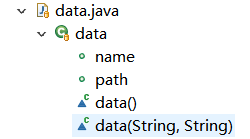 data.java
data
name
path
data()
data(String, String)